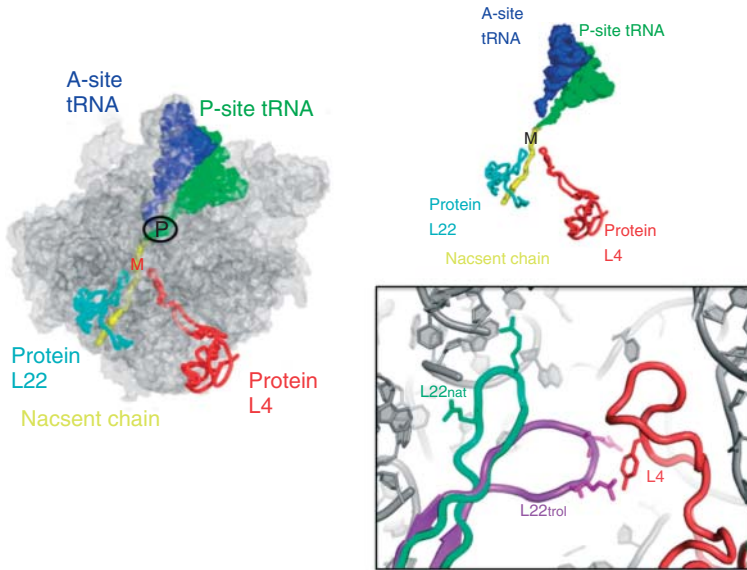 A-site
tRNA
P-site tRNA
P
M
Protein
L22
Protein
L4
Nacsent chain
A-site
tRNA
P-site tRNA
M
Protein
L22
Protein
L4
Nacsent chain
L22nat
L4
L22trol